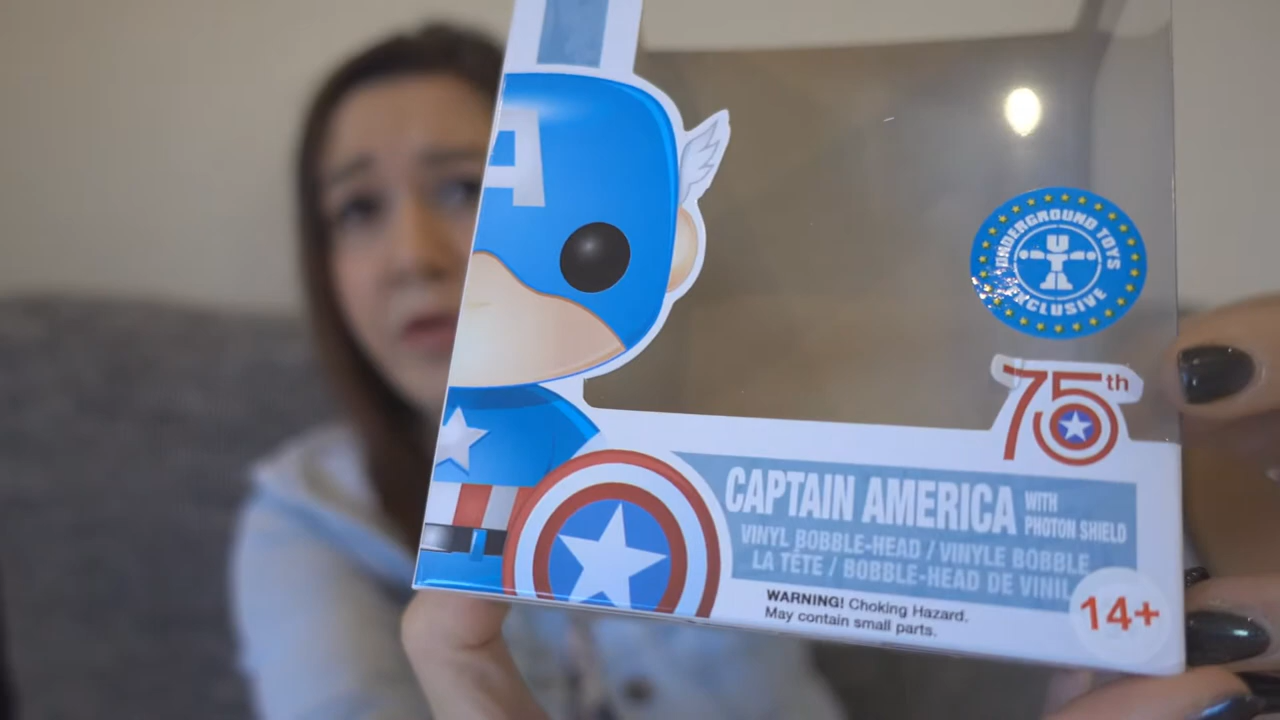 A
UNDERGROUND TOYS
UT
EXCLUSIVE
75th
CAPTAIN AMERICA WITH
PHOTON SHIELD
VINYL BOBBLE-HEAD / VINYLE BOBBLE
LA TÊTE / BOBBLE-HEAD DE VINIL
WARNING! Choking Hazard.
May contain small parts.
14+